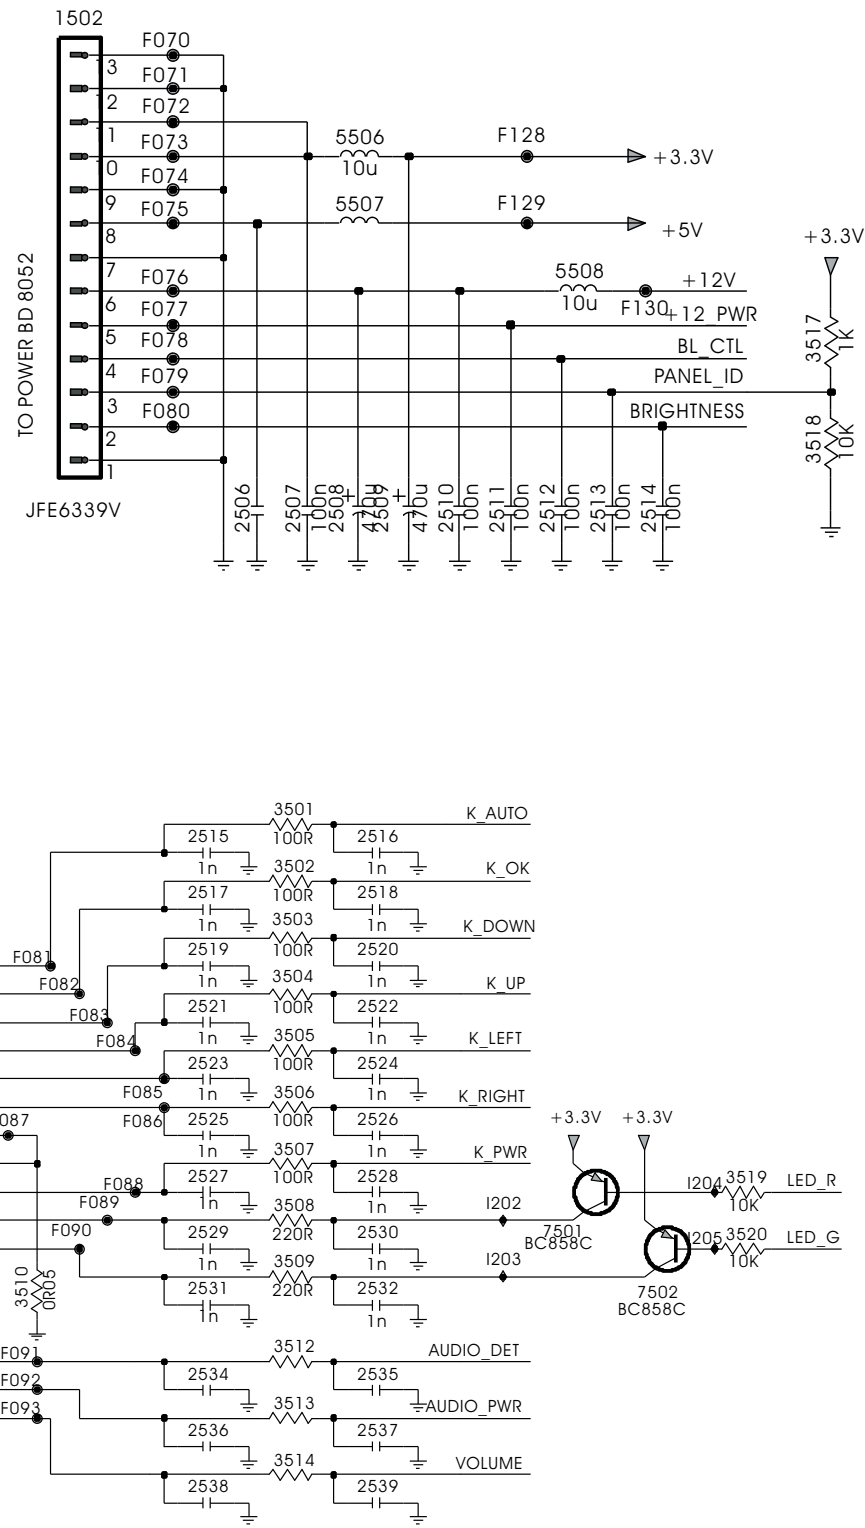 1502
F070
3
F071
2
F072
1
F073
5506
10u
F128
+3.3V
0
F074
9
F075
5507
F129
+5V
8
+3.3V
7
F076
5508
10u
F130
+12V
6
F077
+12_PWR
5
F078
BL_CTL
3517
1K
4
F079
PANEL_ID
3
F080
BRIGHTNESS
3518
10K
2
1
TO POWER BD 8052
JFE6339V
2506
2507
100n
2508
+
470u
2509
+
470u
2510
100n
2511
100n
2512
100n
2513
100n
2514
100n
3501
100R
K_AUTO
2515
1n
2516
1n
3502
100R
K_OK
2517
1n
2518
1n
3503
100R
K_DOWN
2519
1n
2520
1n
F081
F082
3504
100R
K_UP
2521
1n
2522
1n
F083
F084
3505
100R
K_LEFT
2523
1n
2524
1n
F085
3506
100R
K_RIGHT
F086
2525
1n
2526
1n
087
+3.3V
+3.3V
3507
100R
K_PWR
2527
1n
2528
1n
F088
I204
3519
10K
LED_R
F089
3508
220R
I202
7501
BC858C
2529
1n
2530
1n
F090
I205
3520
10K
LED_G
3509
220R
I203
7502
BC858C
2531
1n
2532
1n
3510
0R05
F091
3512
AUDIO_DET
2534
2535
F092
3513
AUDIO_PWR
F093
2536
2537
3514
VOLUME
2538
2539